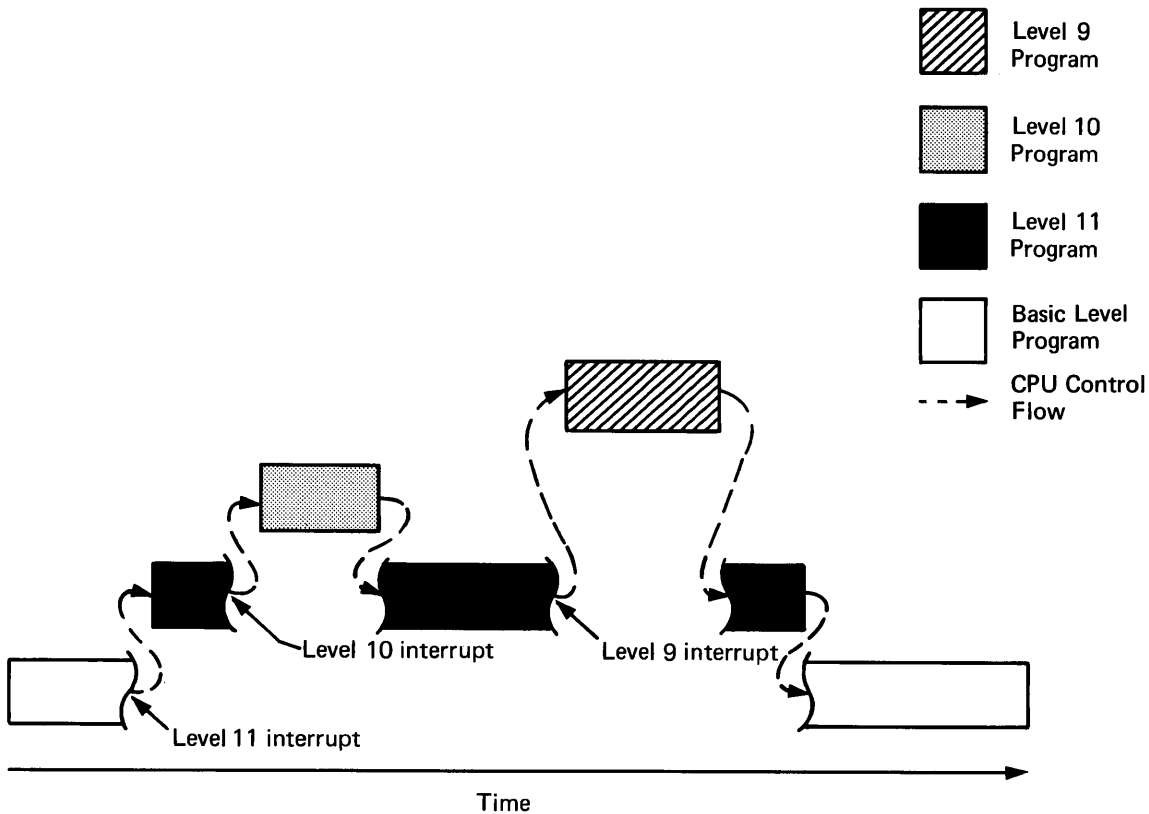 Level 9
Program
Level 10
Program
Level 11
Program
Basic Level
Program
CPU Control
Flow
Level 10 interrupt
Level 9 interrupt
Level 11 interrupt
Time